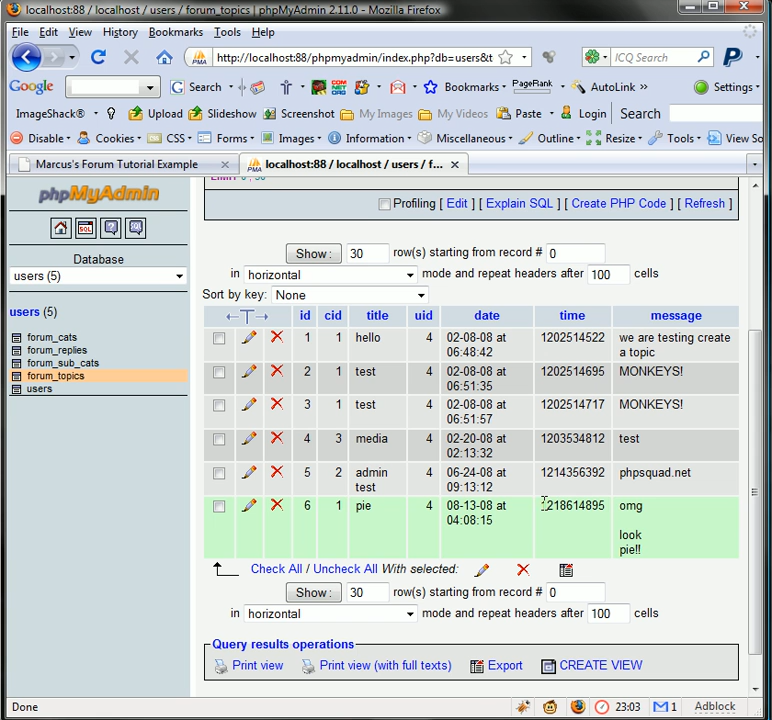 localhost:88 / localhost / users / forum_topics | phpMyAdmin 2.11.0 - Mozilla Firefox
File Edit View History Bookmarks Tools Help
PMA http://localhost:88/phpmyadmin/index.php?db=users&t ICQ Search P
Google Search Bookmarks PageRank AutoLink >> Settings
ImageShack® Upload Slideshow Screenshot My Images My Videos Paste Login Search
Disable Cookies CSS Forms Images Information Miscellaneous Outline Resize Tools View So
Marcus's Forum Tutorial Example
PMA localhost:88 / localhost / users / f...
phpMyAdmin
SQL
Database
users (5)
users (5)
forum_cats
forum_replies
forum_sub_cats
forum_topics
users
LIMIT 0 , 30
Profiling [ Edit ] [ Explain SQL ] [ Create PHP Code ] [ Refresh ]
Show : 30 row(s) starting from record # 0
in horizontal mode and repeat headers after 100 cells
Sort by key: None
←T→ id cid title uid date time message
1 1 hello 4 02-08-08 at 06:48:42 1202514522 we are testing create a topic
2 1 test 4 02-08-08 at 06:51:35 1202514695 MONKEYS!
3 1 test 4 02-08-08 at 06:51:57 1202514717 MONKEYS!
4 3 media 4 02-20-08 at 02:13:32 1203534812 test
5 2 admin test 4 06-24-08 at 09:13:12 1214356392 phpsquad.net
6 1 pie 4 08-13-08 at 04:08:15 1218614895 omg
look
pie!!
Check All / Uncheck All With selected:
Show : 30 row(s) starting from record # 0
in horizontal mode and repeat headers after 100 cells
Query results operations
Print view Print view (with full texts) Export CREATE VIEW
Done 23:03 1 Adblock